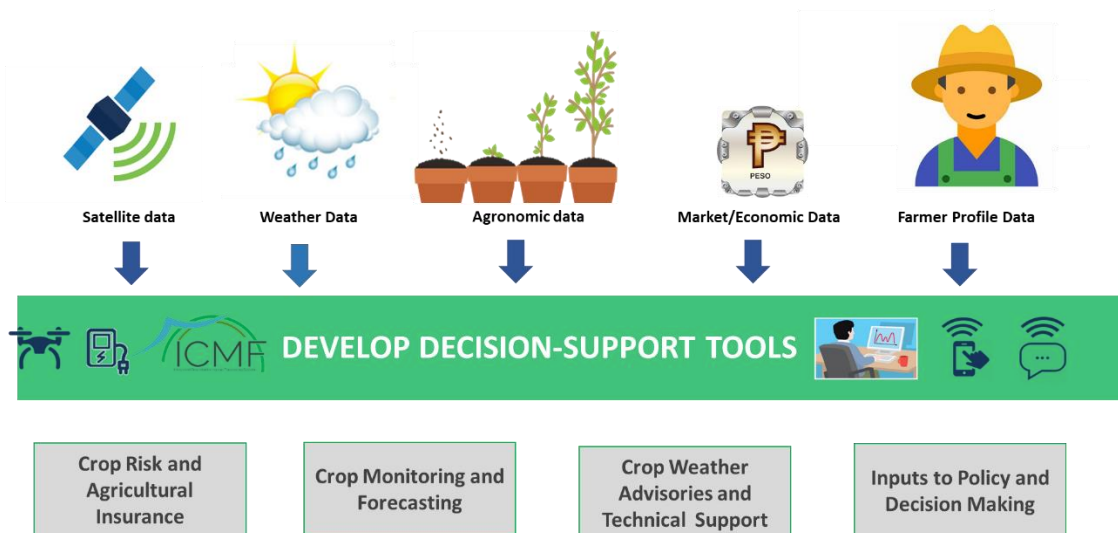 ₱
PESO
Satellite data
Weather Data
Agronomic data
Market/Economic Data
Farmer Profile Data
ICMF
DEVELOP DECISION-SUPPORT TOOLS
Crop Risk and
Agricultural
Insurance
Crop Monitoring and
Forecasting
Crop Weather
Advisories and
Technical Support
Inputs to Policy and
Decision Making